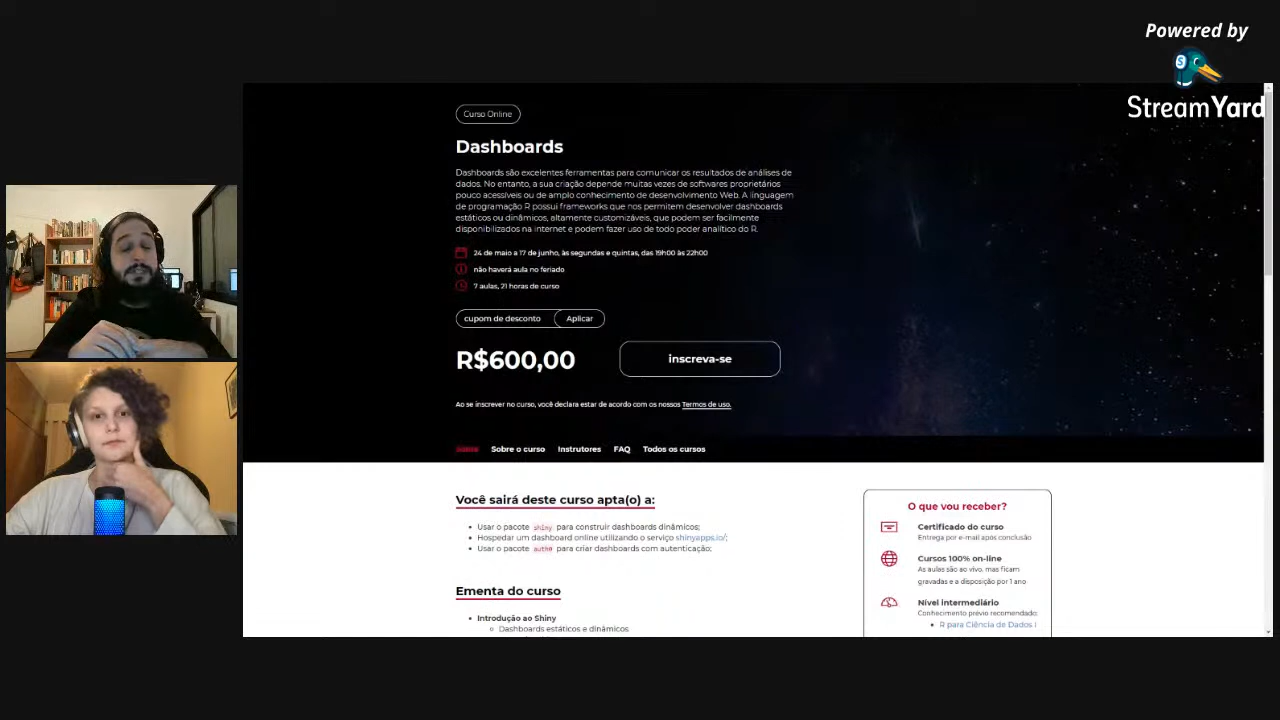 Powered by
StreamYard
Curso Online
Dashboards
Dashboards são excelentes ferramentas para comunicar os resultados de análises de
dados. No entanto, a sua criação depende muitas vezes de softwares proprietários
pouco acessíveis ou de amplo conhecimento de desenvolvimento Web. A linguagem
de programação R possui frameworks que nos permitem desenvolver dashboards
estáticos ou dinâmicos, altamente customizáveis, que podem ser facilmente
disponibilizados na internet e podem fazer uso de todo poder analítico do R.
24 de maio a 17 de junho, às segundas e quintas, das 19h00 às 22h00
não haverá aula no feriado
7 aulas, 21 horas de curso
cupom de desconto Aplicar
R$600,00 inscreva-se
Ao se inscrever no curso, você declara estar de acordo com os nossos Termos de uso.
Sobre o curso Instrutores FAQ Todos os cursos
Você sairá deste curso apta(o) a:
Usar o pacote shiny para construir dashboards dinâmicos;
Hospedar um dashboard online utilizando o serviço shinyapps.io/;
Usar o pacote auth0 para criar dashboards com autenticação;
Ementa do curso
Introdução ao Shiny
Dashboards estáticos e dinâmicos
O que vou receber?
Certificado do curso
Entrega por e-mail após conclusão
Cursos 100% on-line
As aulas são ao vivo, mas ficam
gravadas e a disposição por 1 ano
Nível intermediário
Conhecimento prévio recomendado:
R para Ciência de Dados I